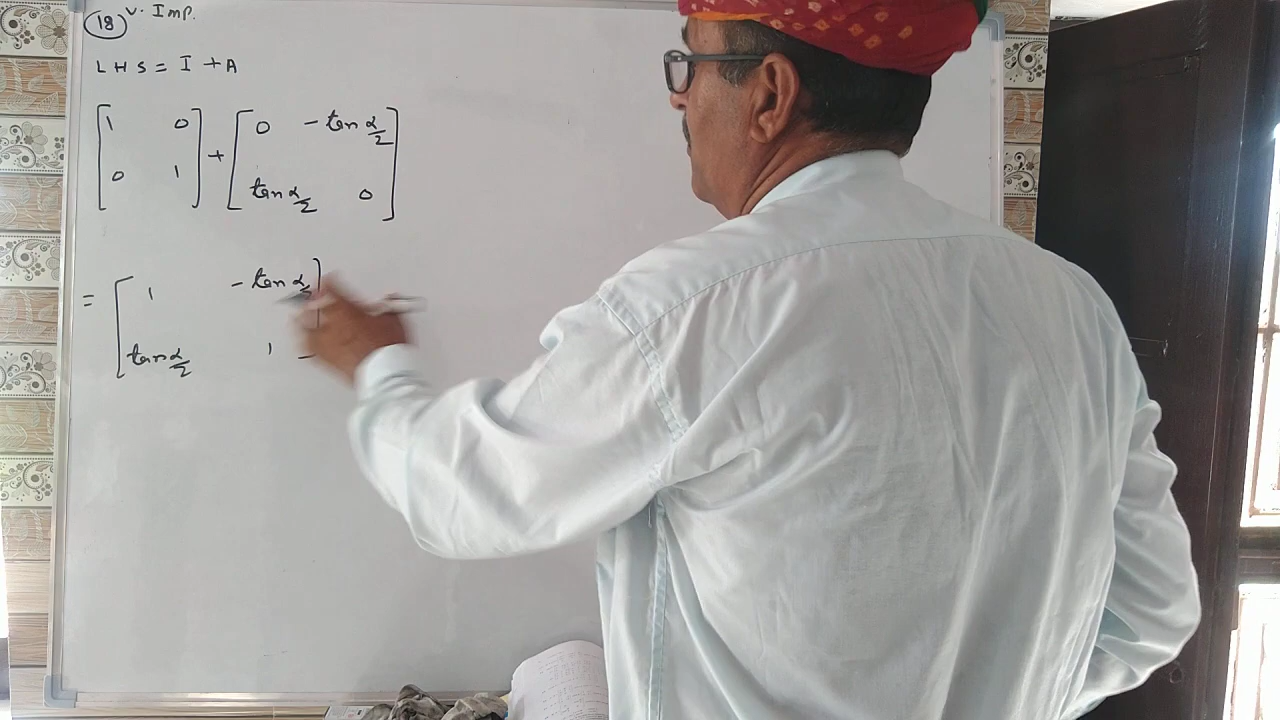 (18) V. Imp.
LHS = I + A
[ 1 0 ] + [ 0 - tan α/2 ]
[ 0 1 ] [ tan α/2 0 ]
= [ 1 - tan α/2 ]
[ tan α/2 1 ]